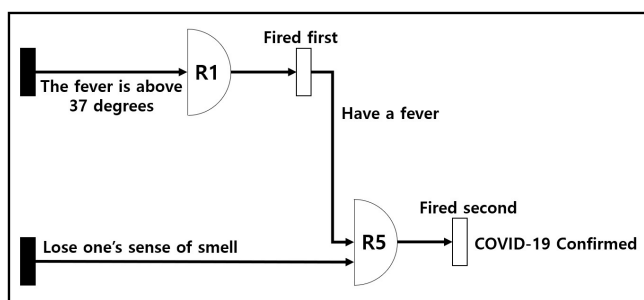 Fired first
R1
The fever is above
37 degrees
Have a fever
Fired second
Lose one's sense of smell
R5
COVID-19 Confirmed